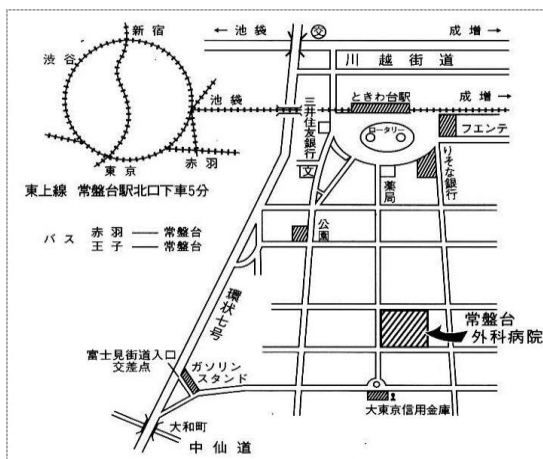 新宿
渋谷
池袋
東京
赤羽
東上線 常盤台駅北口下車5分
バス 赤羽 ── 常盤台
王子 ── 常盤台
← 池袋
交
成増 →
川越街道
ときわ台駅
成増 →
三井住友銀行
ロータリー
フエンテ
りそな銀行
文
薬局
公園
環状七号
常盤台
外科病院
富士見街道入口
交差点
ガソリン
スタンド
大東京信用金庫
大和町
中仙道